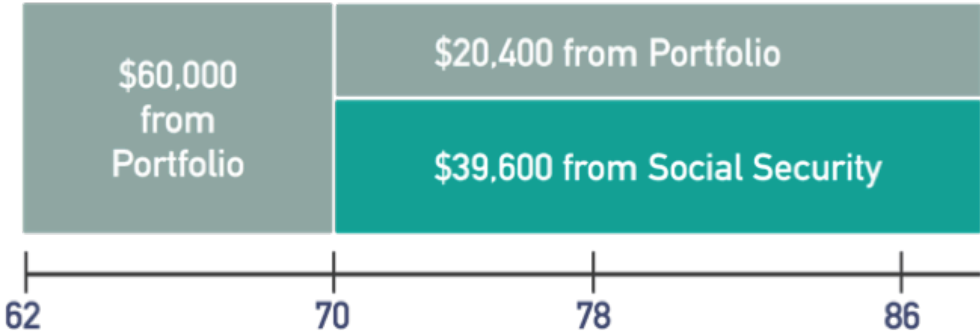 $60,000
from
Portfolio
$20,400 from Portfolio
$39,600 from Social Security
62
70
78
86